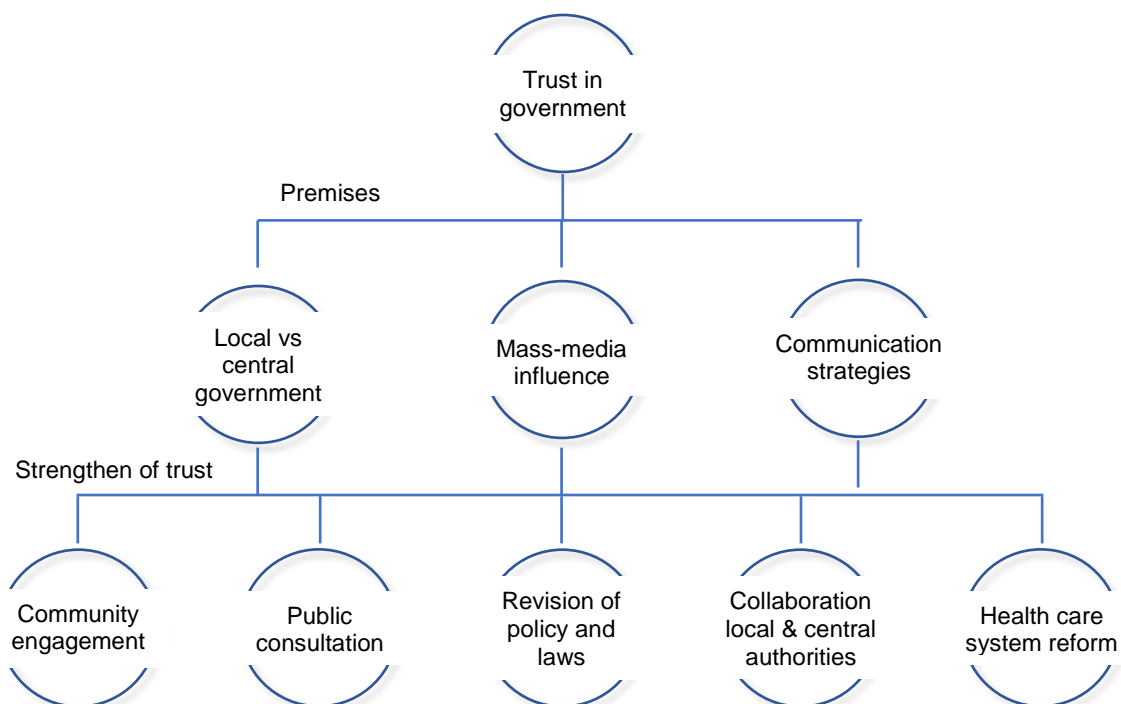 Trust in
government
Premises
Local vs
central
government
Mass-media
influence
Communication
strategies
Strengthen of trust
Community
engagement
Public
consultation
Revision of
policy and
laws
Collaboration
local & central
authorities
Health care
system reform